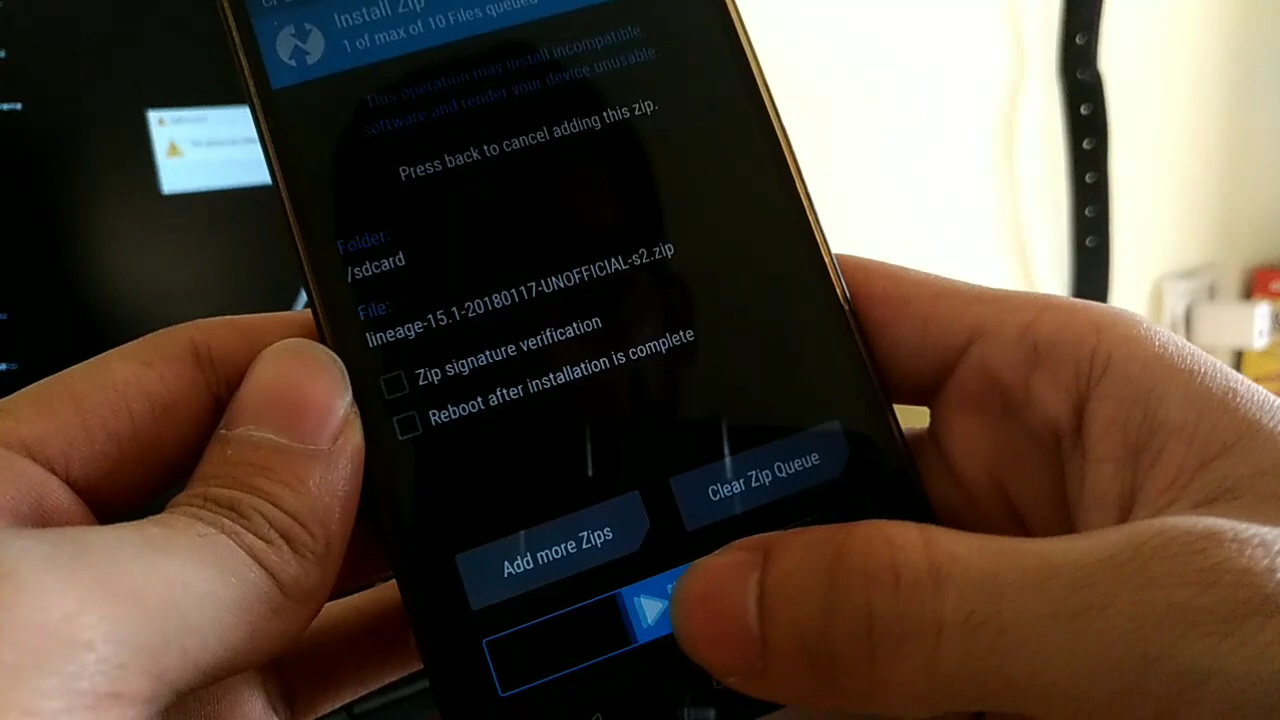 Install Zip
1 of max of 10 Files queued
This operation may install incompatible
software and render your device unusable.
Press back to cancel adding this zip.
Folder:
/sdcard
File:
lineage-15.1-20180117-UNOFFICIAL-s2.zip
Zip signature verification
Reboot after installation is complete
Clear Zip Queue
Add more Zips